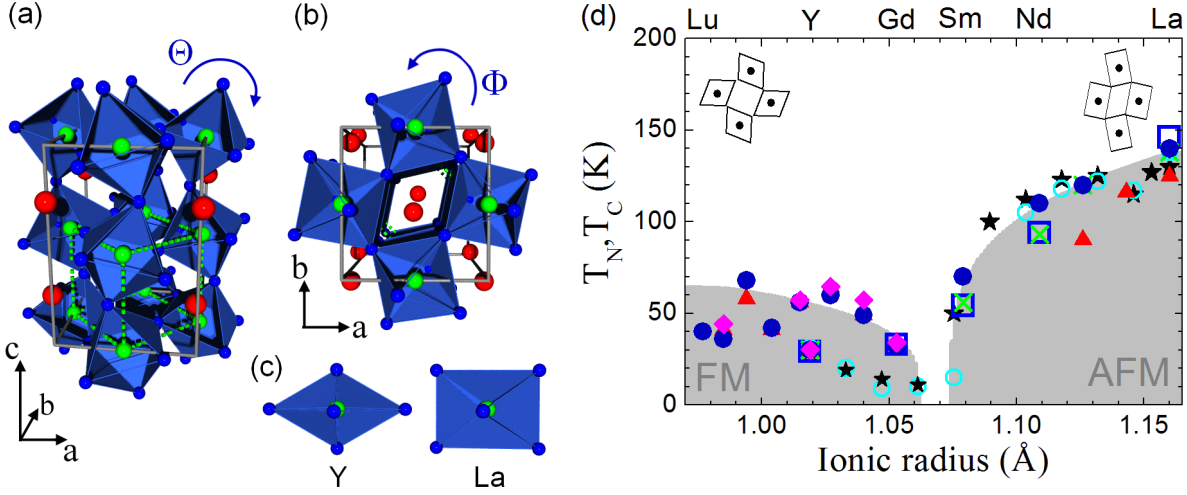 (a)
Θ
c
b
a
(b)
Φ
b
a
(c)
Y
La
(d)
Lu
Y
Gd
Sm
Nd
La
200
150
100
50
0
T_N, T_C (K)
FM
AFM
1.00
1.05
1.10
1.15
Ionic radius (Å)